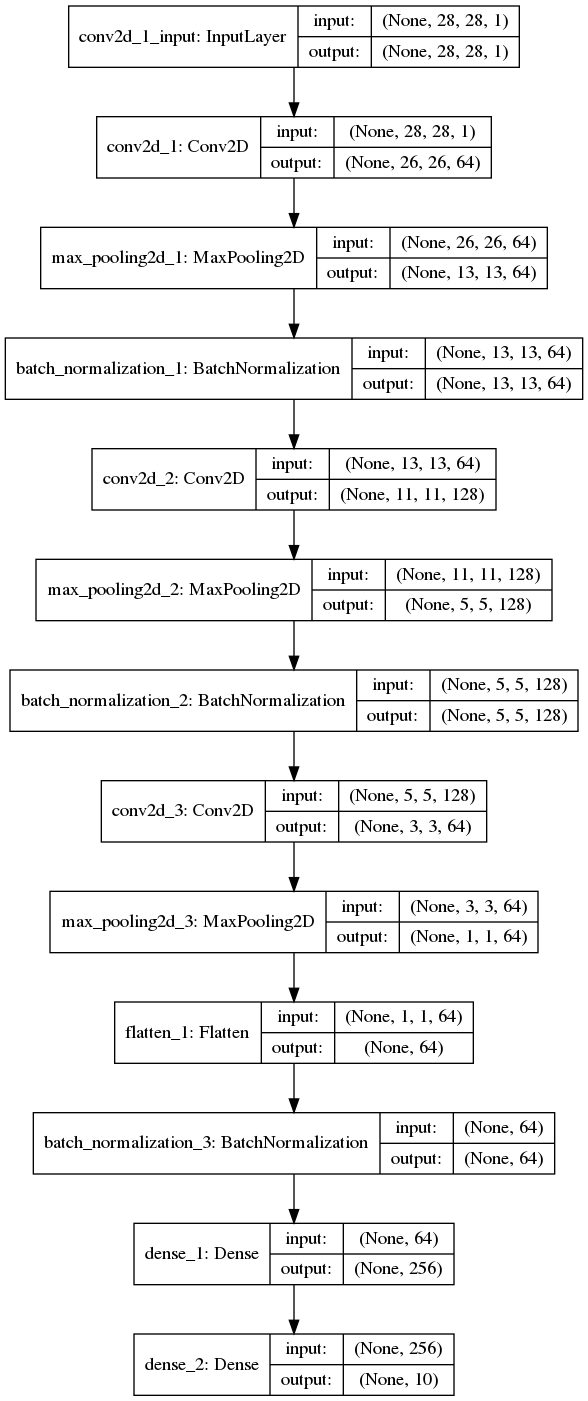 conv2d_1_input: InputLayer
input: (None, 28, 28, 1)
output: (None, 28, 28, 1)
conv2d_1: Conv2D
input: (None, 28, 28, 1)
output: (None, 26, 26, 64)
max_pooling2d_1: MaxPooling2D
input: (None, 26, 26, 64)
output: (None, 13, 13, 64)
batch_normalization_1: BatchNormalization
input: (None, 13, 13, 64)
output: (None, 13, 13, 64)
conv2d_2: Conv2D
input: (None, 13, 13, 64)
output: (None, 11, 11, 128)
max_pooling2d_2: MaxPooling2D
input: (None, 11, 11, 128)
output: (None, 5, 5, 128)
batch_normalization_2: BatchNormalization
input: (None, 5, 5, 128)
output: (None, 5, 5, 128)
conv2d_3: Conv2D
input: (None, 5, 5, 128)
output: (None, 3, 3, 64)
max_pooling2d_3: MaxPooling2D
input: (None, 3, 3, 64)
output: (None, 1, 1, 64)
flatten_1: Flatten
input: (None, 1, 1, 64)
output: (None, 64)
batch_normalization_3: BatchNormalization
input: (None, 64)
output: (None, 64)
dense_1: Dense
input: (None, 64)
output: (None, 256)
dense_2: Dense
input: (None, 256)
output: (None, 10)